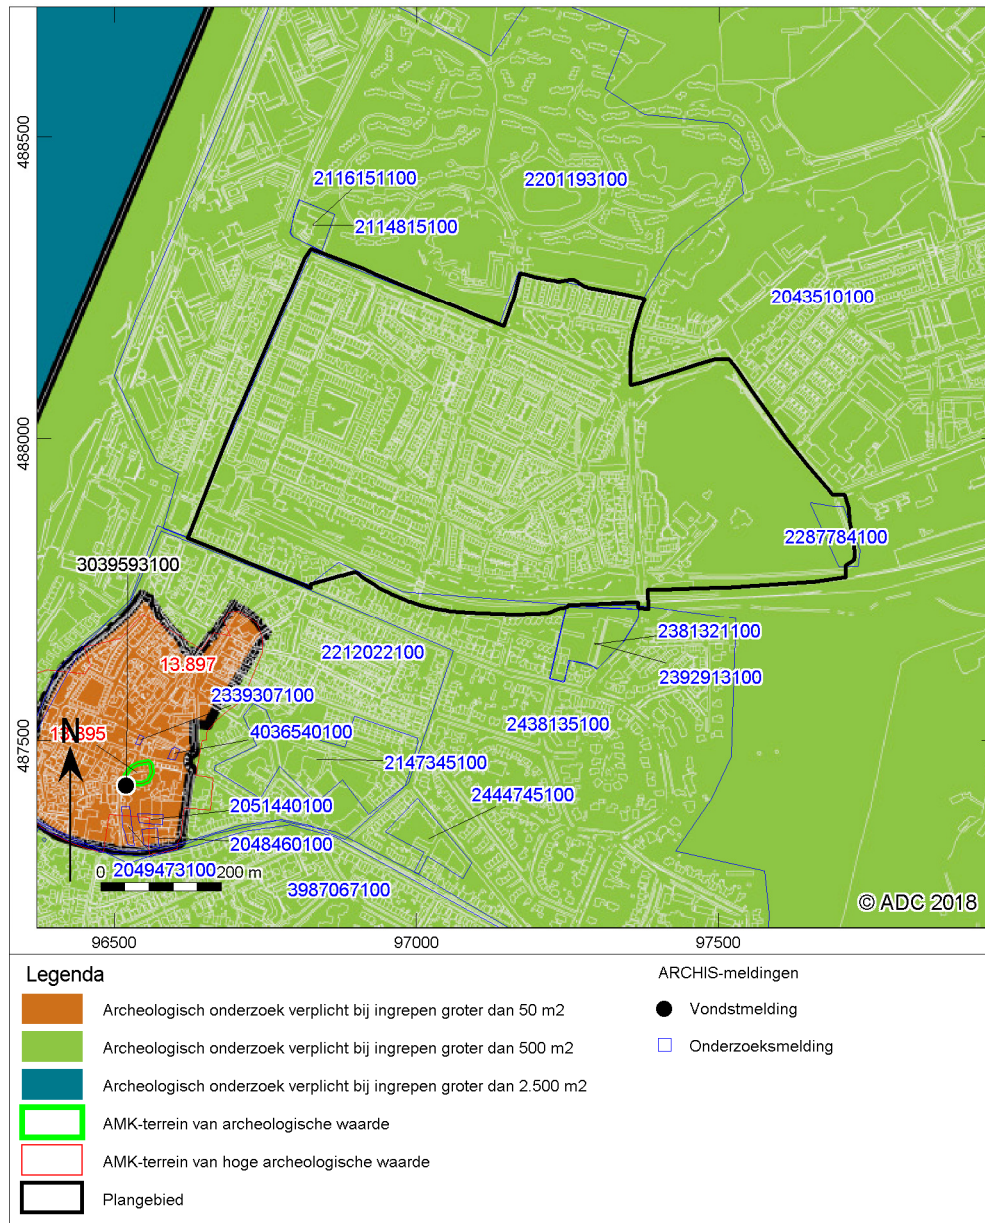 488500
488000
487500
2116151100
2201193100
2114815100
2043510100
2287784100
3039593100
2381321100
2212022100
13.897
2392913100
2339307100
2438135100
4036540100
N
2147345100
2444745100
2051440100
2048460100
2049473100
0 200 m
3987067100
© ADC 2018
96500 97000 97500
Legenda
Archeologisch onderzoek verplicht bij ingrepen groter dan 50 m2
Archeologisch onderzoek verplicht bij ingrepen groter dan 500 m2
Archeologisch onderzoek verplicht bij ingrepen groter dan 2.500 m2
AMK-terrein van archeologische waarde
AMK-terrein van hoge archeologische waarde
Plangebied
ARCHIS-meldingen
Vondstmelding
Onderzoeksmelding